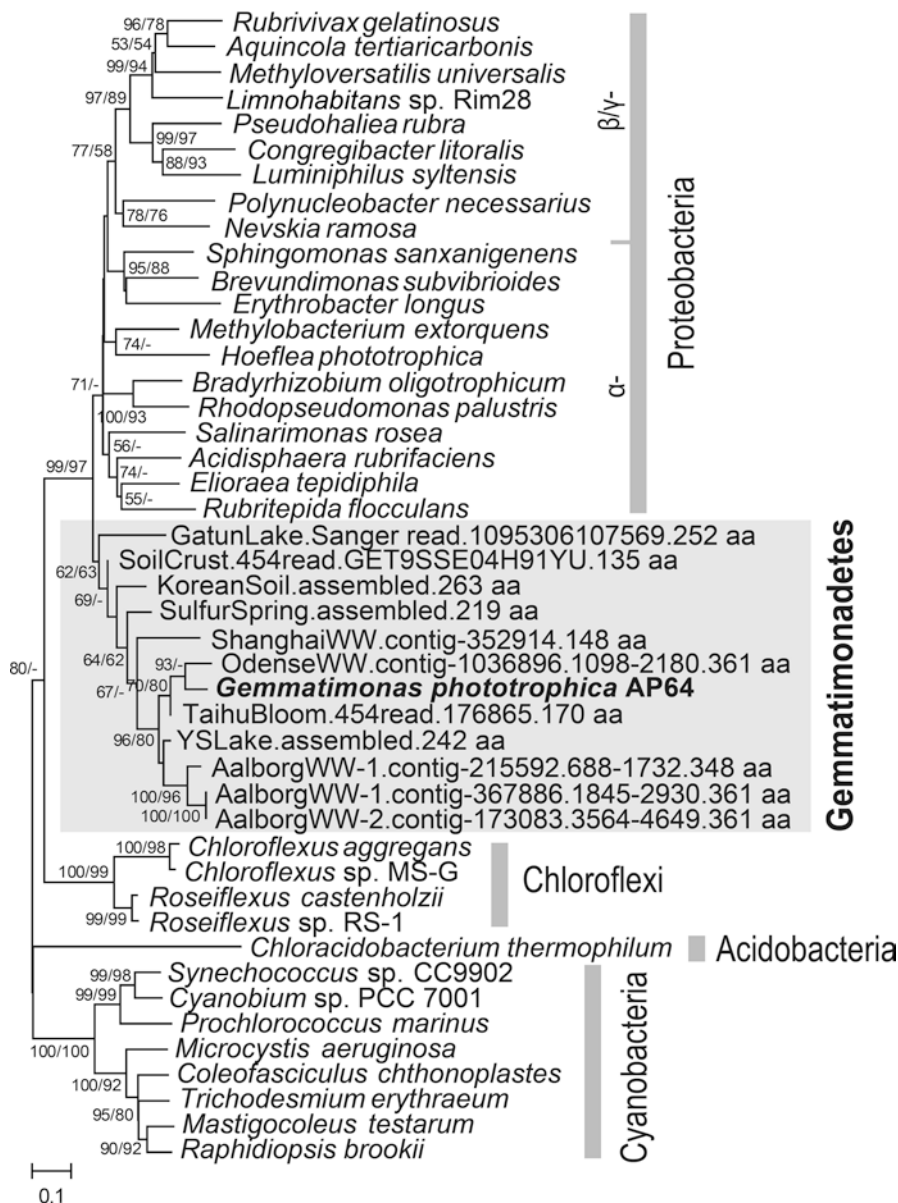 96/78
Rubrivivax gelatinosus
53/54
Aquincola tertiaricarbonis
99/94
Methyloversatilis universalis
97/89
Limnohabitans sp. Rim28
Pseudohaliea rubra
99/97
Congregibacter litoralis
77/58
88/93
Luminiphilus syltensis
Polynucleobacter necessarius
78/76
Nevskia ramosa
β/γ-
Sphingomonas sanxanigenens
95/88
Brevundimonas subvibrioides
Erythrobacter longus
Proteobacteria
Methylobacterium extorquens
74/-
Hoeflea phototrophica
71/-
Bradyrhizobium oligotrophicum
α-
100/93
Rhodopseudomonas palustris
Salinarimonas rosea
56/-
Acidisphaera rubrifaciens
99/97
74/-
Elioraea tepidiphila
55/-
Rubritepida flocculans
GatunLake.Sanger read.1095306107569.252 aa
SoilCrust.454read.GET9SSE04H91YU.135 aa
62/63
KoreanSoil.assembled.263 aa
69/-
SulfurSpring.assembled.219 aa
ShanghaiWW.contig-352914.148 aa
64/62
OdenseWW.contig-1036896.1098-2180.361 aa
80/-
93/-
67/-
70/80
Gemmatimonas phototrophica AP64
TaihuBloom.454read.176865.170 aa
96/80
YSLake.assembled.242 aa
AalborgWW-1.contig-215592.688-1732.348 aa
100/96
AalborgWW-1.contig-367886.1845-2930.361 aa
100/100
AalborgWW-2.contig-173083.3564-4649.361 aa
Gemmatimonadetes
100/98
Chloroflexus aggregans
100/99
Chloroflexus sp. MS-G
Chloroflexi
Roseiflexus castenholzii
99/99
Roseiflexus sp. RS-1
Chloracidobacterium thermophilum
Acidobacteria
99/98
Synechococcus sp. CC9902
99/99
Cyanobium sp. PCC 7001
Prochlorococcus marinus
100/100
Microcystis aeruginosa
100/92
Coleofasciculus chthonoplastes
Trichodesmium erythraeum
95/80
Mastigocoleus testarum
90/92
Raphidiopsis brookii
Cyanobacteria
0.1